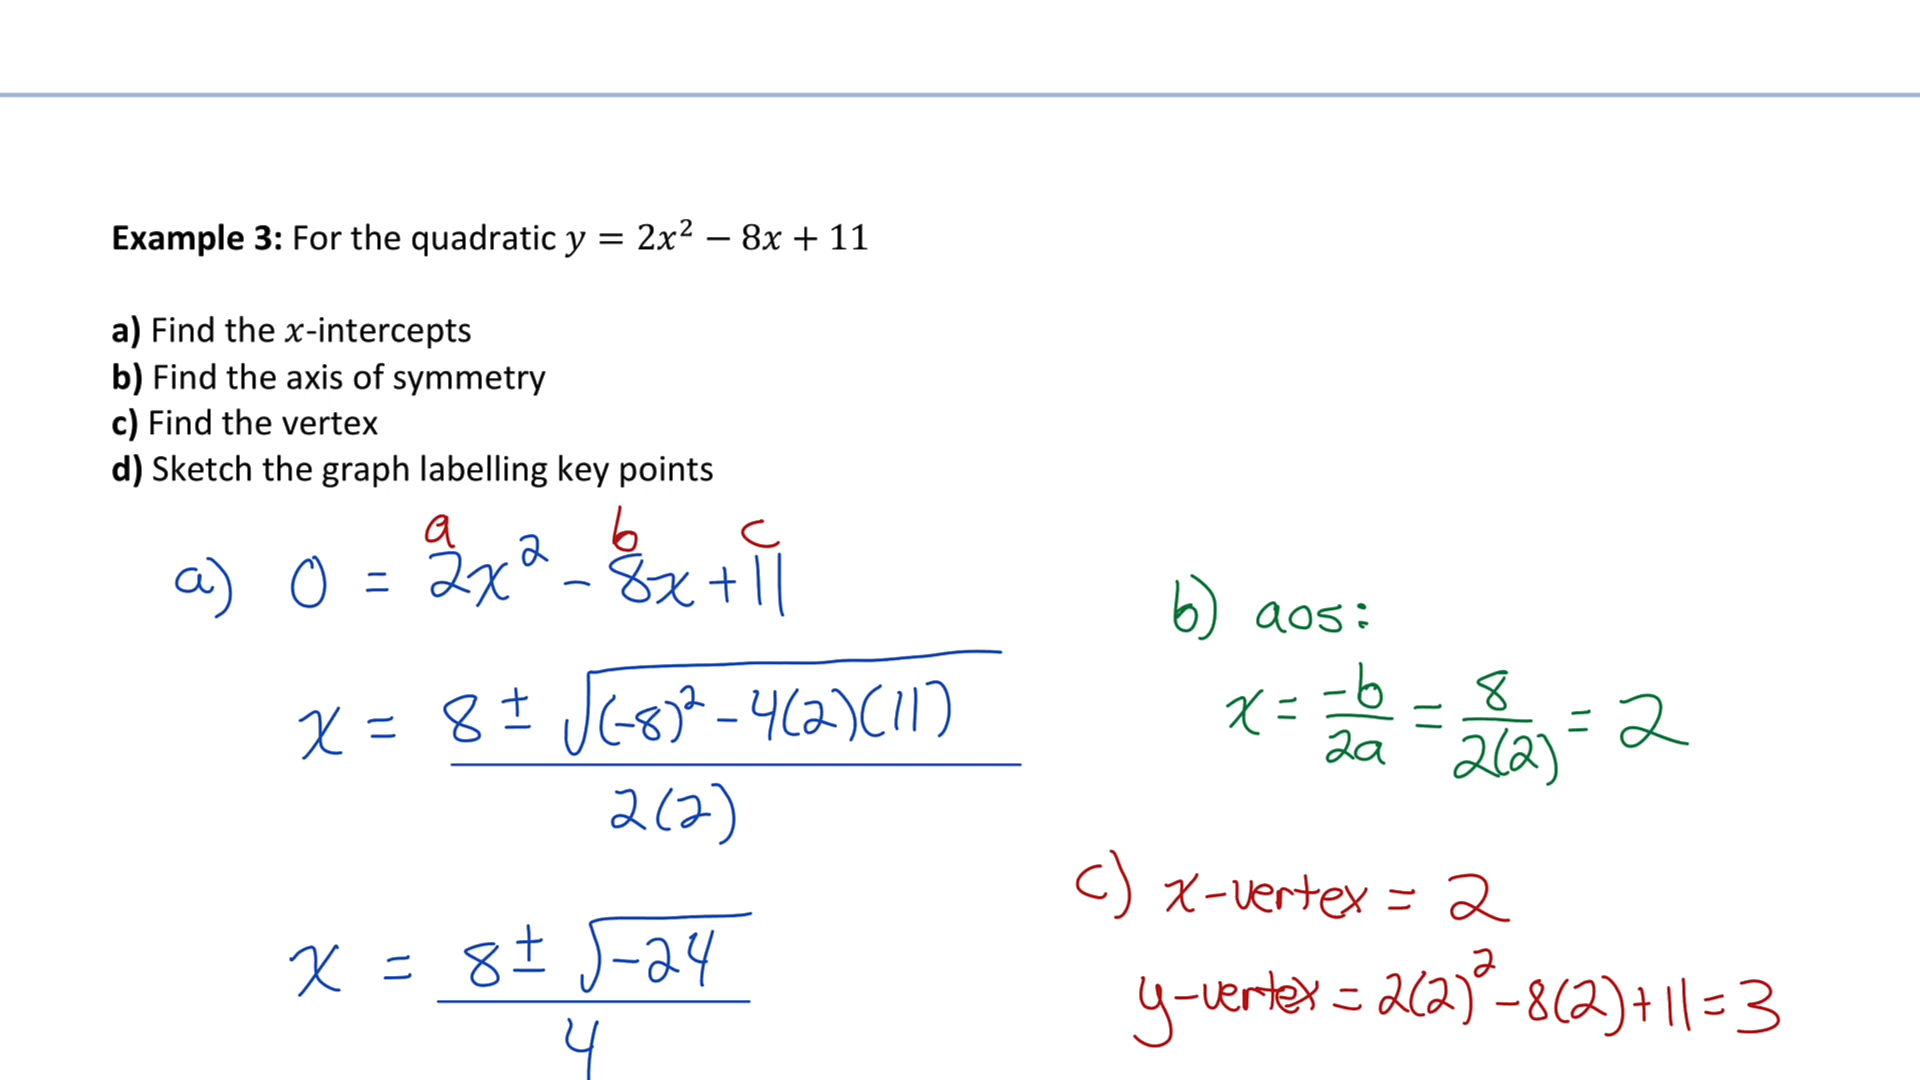 Example 3: For the quadratic y = 2x² − 8x + 11
a) Find the x-intercepts
b) Find the axis of symmetry
c) Find the vertex
d) Sketch the graph labelling key points
a b c
a) 0 = 2x² - 8x + 11
x = (8 ± √((-8)² - 4(2)(11))) / 2(2)
x = (8 ± √(-24)) / 4
b) aos:
x = -b/2a = 8/2(2) = 2
c) x-vertex = 2
y-vertex = 2(2)² - 8(2) + 11 = 3